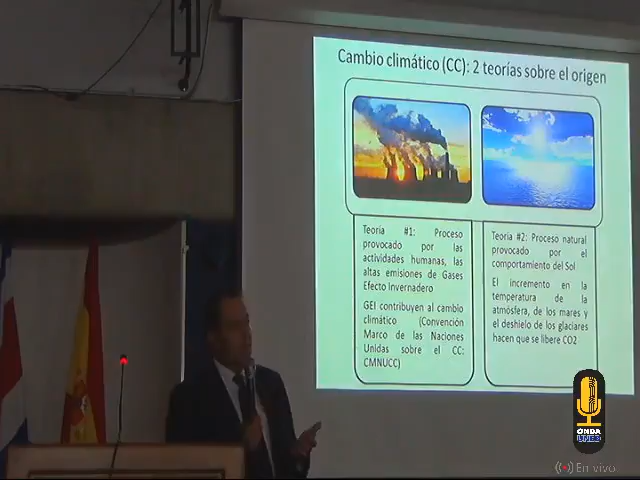 Cambio climático (CC): 2 teorías sobre el origen
Teoría #1: Proceso
provocado por las
actividades humanas, las
altas emisiones de Gases
Efecto Invernadero
GEI contribuyen al cambio
climático (Convención
Marco de las Naciones
Unidas sobre el CC:
CMNUCC)
Teoría #2: Proceso natural
provocado por el
comportamiento del Sol
El incremento en la
temperatura de la
atmósfera, de los mares y
el deshielo de los glaciares
hacen que se libere CO2
ONDA
UNED
En vivo